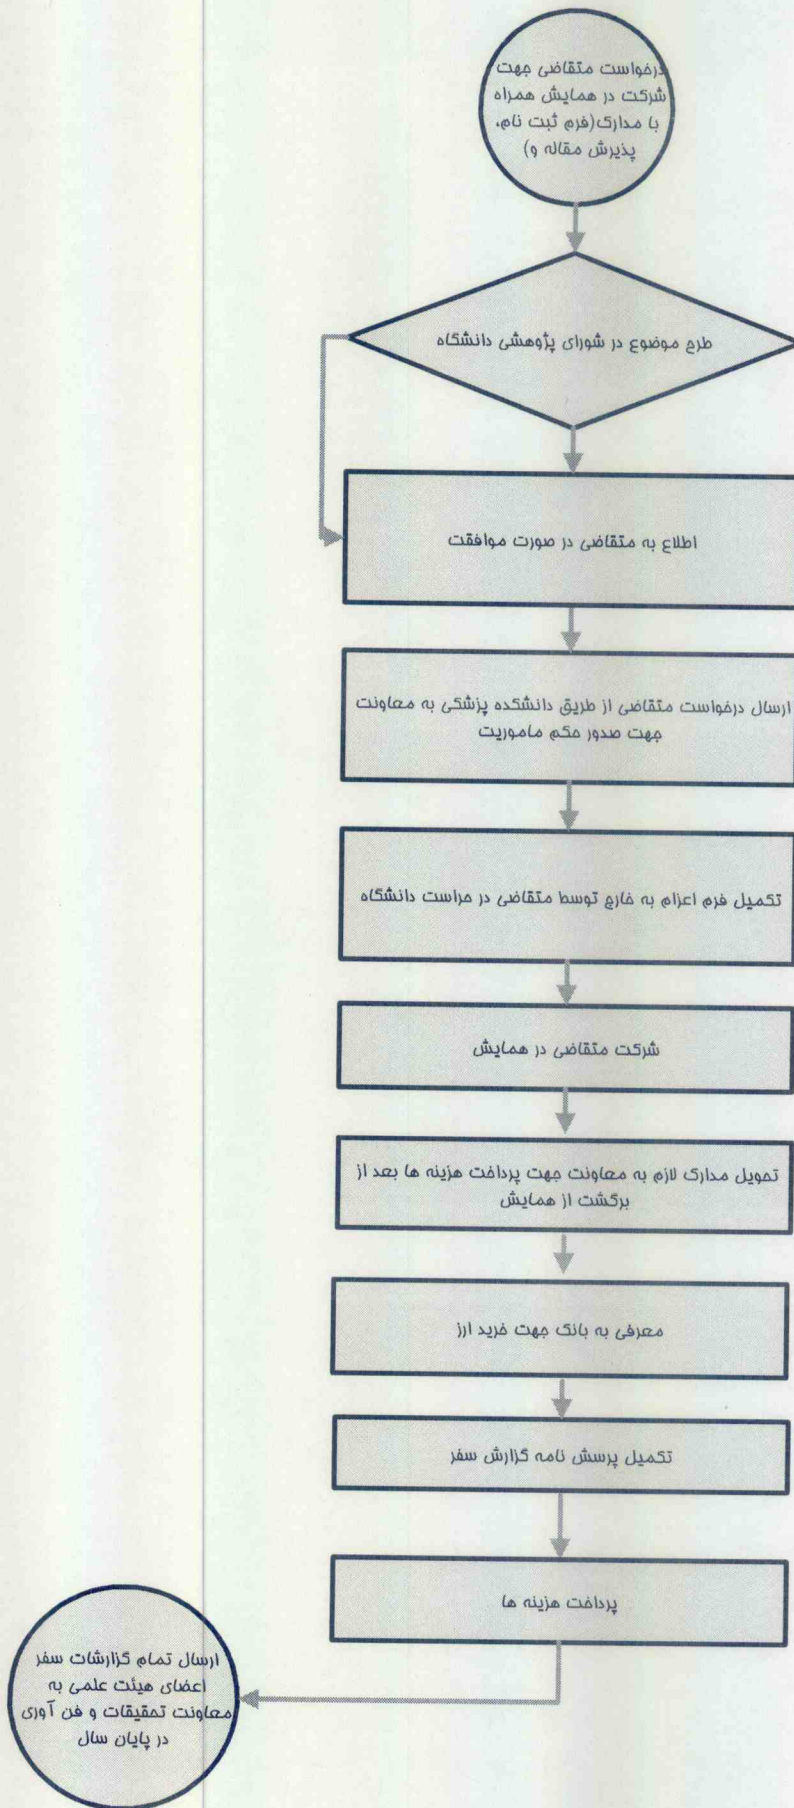 درخواست متقاضی جهت
شرکت در همایش همراه
با مدارک(فرم ثبت نام،
پذیرش مقاله و)
طرح موضوع در شورای پژوهشی دانشگاه
اطلاع به متقاضی در صورت موافقت
ارسال درخواست متقاضی از طریق دانشکده پزشکی به معاونت
جهت صدور حکم ماموریت
تکمیل فرم اعزام به خارج توسط متقاضی در حراست دانشگاه
شرکت متقاضی در همایش
تحویل مدارک لازم به معاونت جهت پرداخت هزینه ها بعد از
برگشت از همایش
معرفی به بانک جهت خرید ارز
تکمیل پرسش نامه گزارش سفر
پرداخت هزینه ها
ارسال تمام گزارشات سفر
اعضای هیئت علمی به
معاونت تحقیقات و فن آوری
در پایان سال